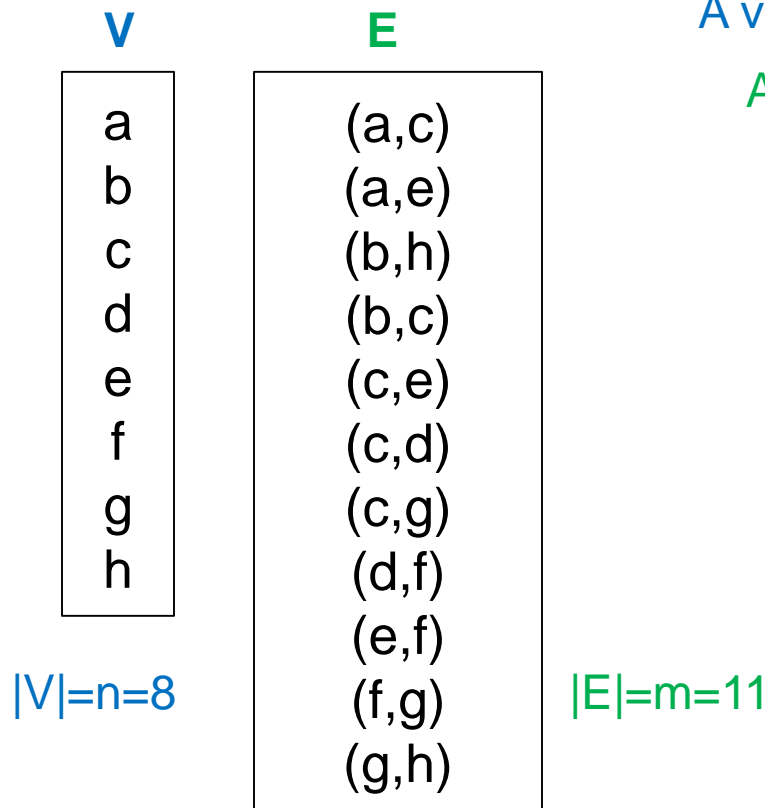 V
E
A v
A
a
b
c
d
e
f
g
h
(a,c)
(a,e)
(b,h)
(b,c)
(c,e)
(c,d)
(c,g)
(d,f)
(e,f)
(f,g)
(g,h)
|V|=n=8
|E|=m=11